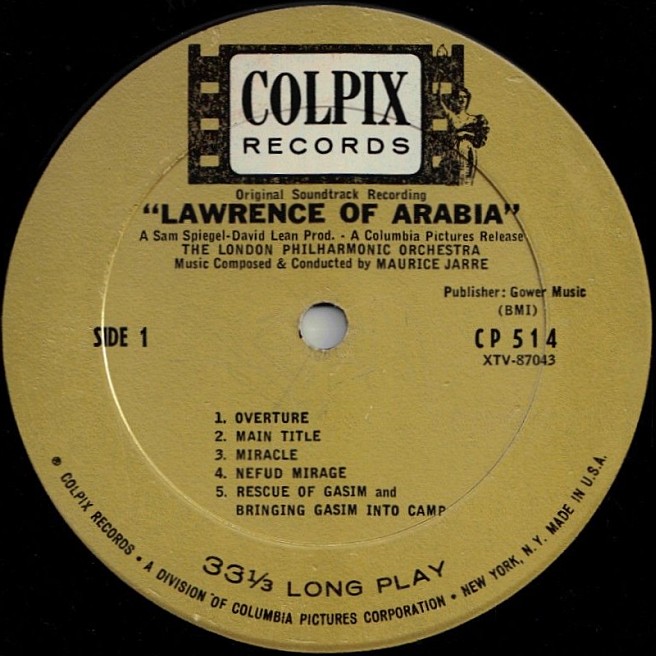 COLPIX
RECORDS
Original Soundtrack Recording
"LAWRENCE OF ARABIA"
A Sam Spiegel-David Lean Prod. - A Columbia Pictures Release
THE LONDON PHILHARMONIC ORCHESTRA
Music Composed & Conducted by MAURICE JARRE
Publisher: Gower Music
(BMI)
SIDE 1
CP 514
XTV-87043
1. OVERTURE
2. MAIN TITLE
3. MIRACLE
4. NEFUD MIRAGE
5. RESCUE OF GASIM and
BRINGING GASIM INTO CAMP
33⅓ LONG PLAY
® COLPIX RECORDS • A DIVISION OF COLUMBIA PICTURES CORPORATION • NEW YORK, N.Y. MADE IN U.S.A.